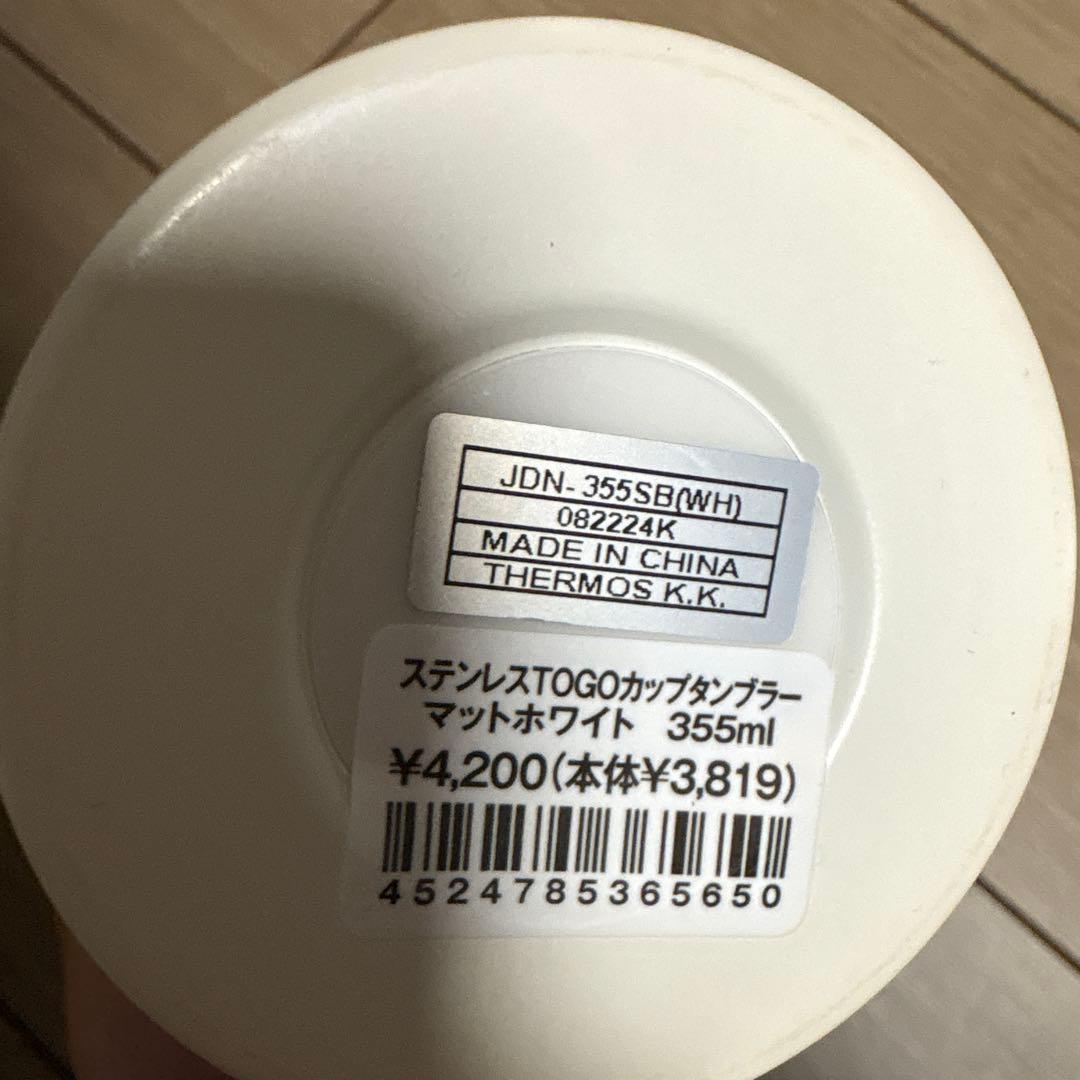 JDN-355SB(WH)
082224K
MADE IN CHINA
THERMOS K.K.
ステンレスTOGOカップタンブラー
マットホワイト 355ml
¥4,200(本体¥3,819)
4524785365650